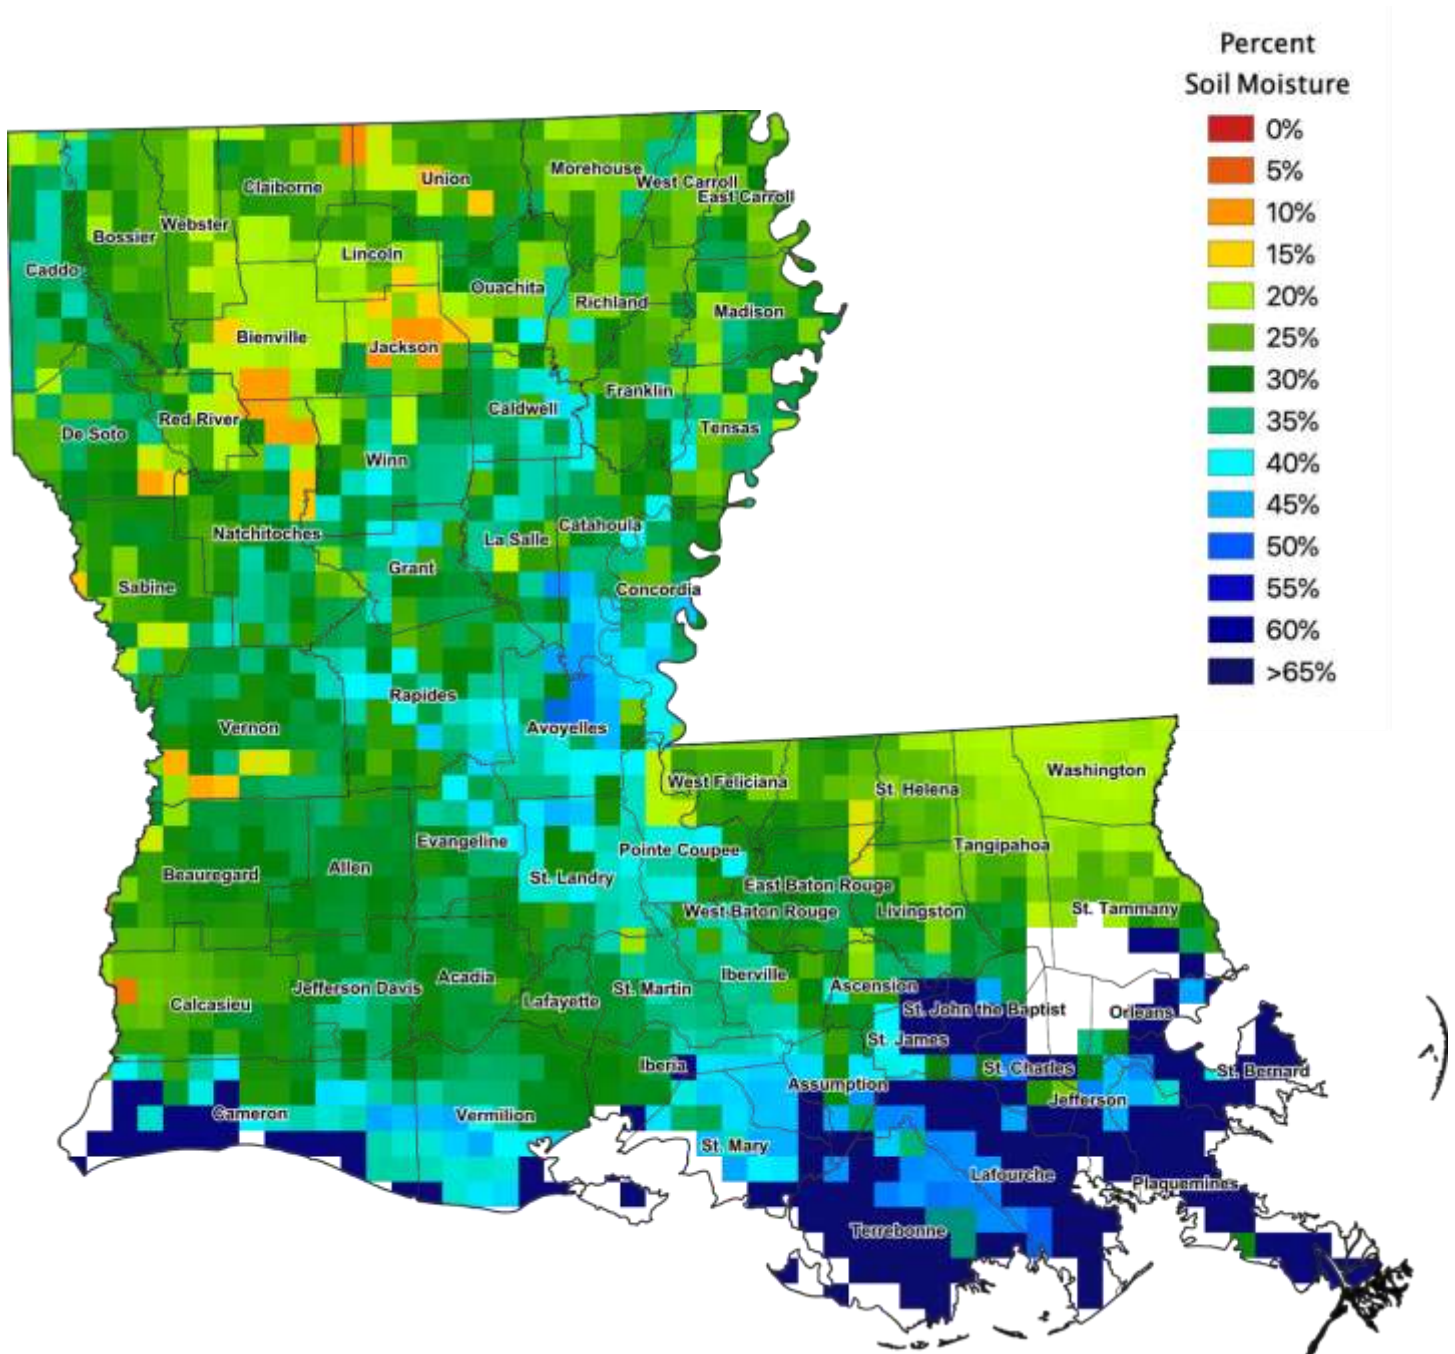 Percent
Soil Moisture
0%
5%
10%
15%
20%
25%
30%
35%
40%
45%
50%
55%
60%
>65%
Morehouse
Union
West Carroll
Claiborne
East Carroll
Webster
Bossier
Lincoln
Caddo
Ouachita
Richland
Madison
Bienville
Jackson
Franklin
Caldwell
Red River
Tensas
De Soto
Winn
Catahoula
Natchitoches
La Salle
Grant
Sabine
Concordia
Rapides
Vernon
Avoyelles
Washington
West Feliciana
St. Helena
Evangeline
Tangipahoa
Pointe Coupee
Allen
Beauregard
St. Landry
East Baton Rouge
St. Tammany
West Baton Rouge
Livingston
Iberville
Acadia
Ascension
Jefferson Davis
St. Martin
Lafayette
Calcasieu
St. John the Baptist
Orleans
St. James
Iberia
St. Charles
St. Bernard
Assumption
Jefferson
Cameron
Vermilion
St. Mary
Lafourche
Plaquemines
Terrebonne